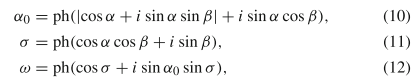 α₀ = ph(|cos α + i sin α sin β| + i sin α cos β), (10)
σ = ph(cos α cos β + i sin β), (11)
ω = ph(cos σ + i sin α₀ sin σ), (12)